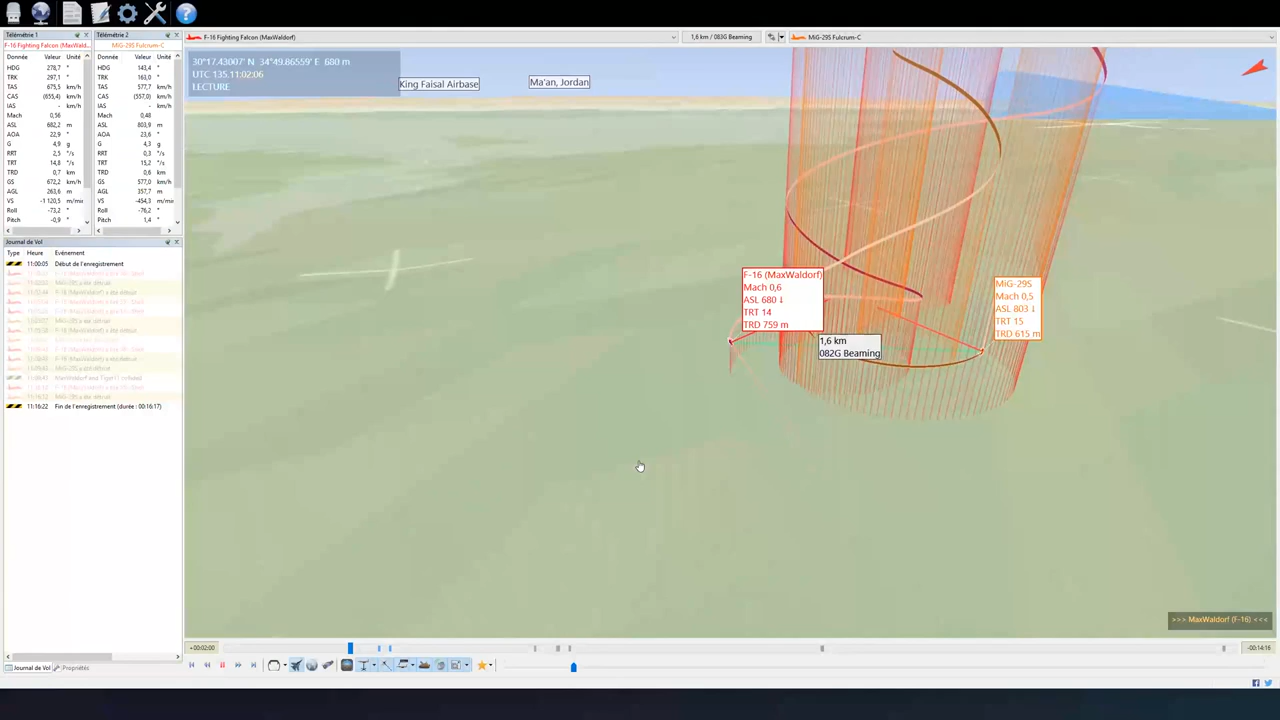 Télémétrie 1
Télémétrie 2
F-16 Fighting Falcon (MaxWald...
MiG-29S Fulcrum-C
Donnée Valeur Unité
Donnée Valeur Unité
HDG 278,7 °
HDG 143,4 °
TRK 297,1 °
TRK 163,0 °
TAS 675,5 km/h
TAS 577,7 km/h
CAS (655,4) km/h
CAS (557,0) km/h
IAS - km/h
IAS - km/h
Mach 0,56
Mach 0,48
ASL 682,2 m
ASL 803,9 m
AOA 22,9 °
AOA 23,6 °
G 4,9 g
G 4,3 g
RRT 2,5 °/s
RRT 0,3 °/s
TRT 14,8 °/s
TRT 15,2 °/s
TRD 0,7 km
TRD 0,6 km
GS 672,2 km/h
GS 577,0 km/h
AGL 263,6 m
AGL 357,7 m
VS -1 120,5 m/min
VS -454,3 m/min
Roll -73,2 °
Roll -76,2 °
Pitch -0,9 °
Pitch 1,4 °
Journal de Vol
Type Heure Evénement
11:00:05 Début de l'enregistrement
11:16:22 Fin de l'enregistrement (durée : 00:16:17)
Journal de Vol
Propriétés
F-16 Fighting Falcon (MaxWaldorf)
1,6 km / 083G Beaming
MiG-29S Fulcrum-C
30°17.43007' N 34°49.86559' E 680 m
UTC 135.11:02:06
LECTURE
King Faisal Airbase
Ma'an, Jordan
F-16 (MaxWaldorf)
Mach 0,6
ASL 680 ↓
TRT 14
TRD 759 m
MiG-29S
Mach 0,5
ASL 803 ↓
TRT 15
TRD 615 m
1,6 km
082G Beaming
>>> MaxWaldorf (F-16) <<<
+00:02:00
-00:14:16